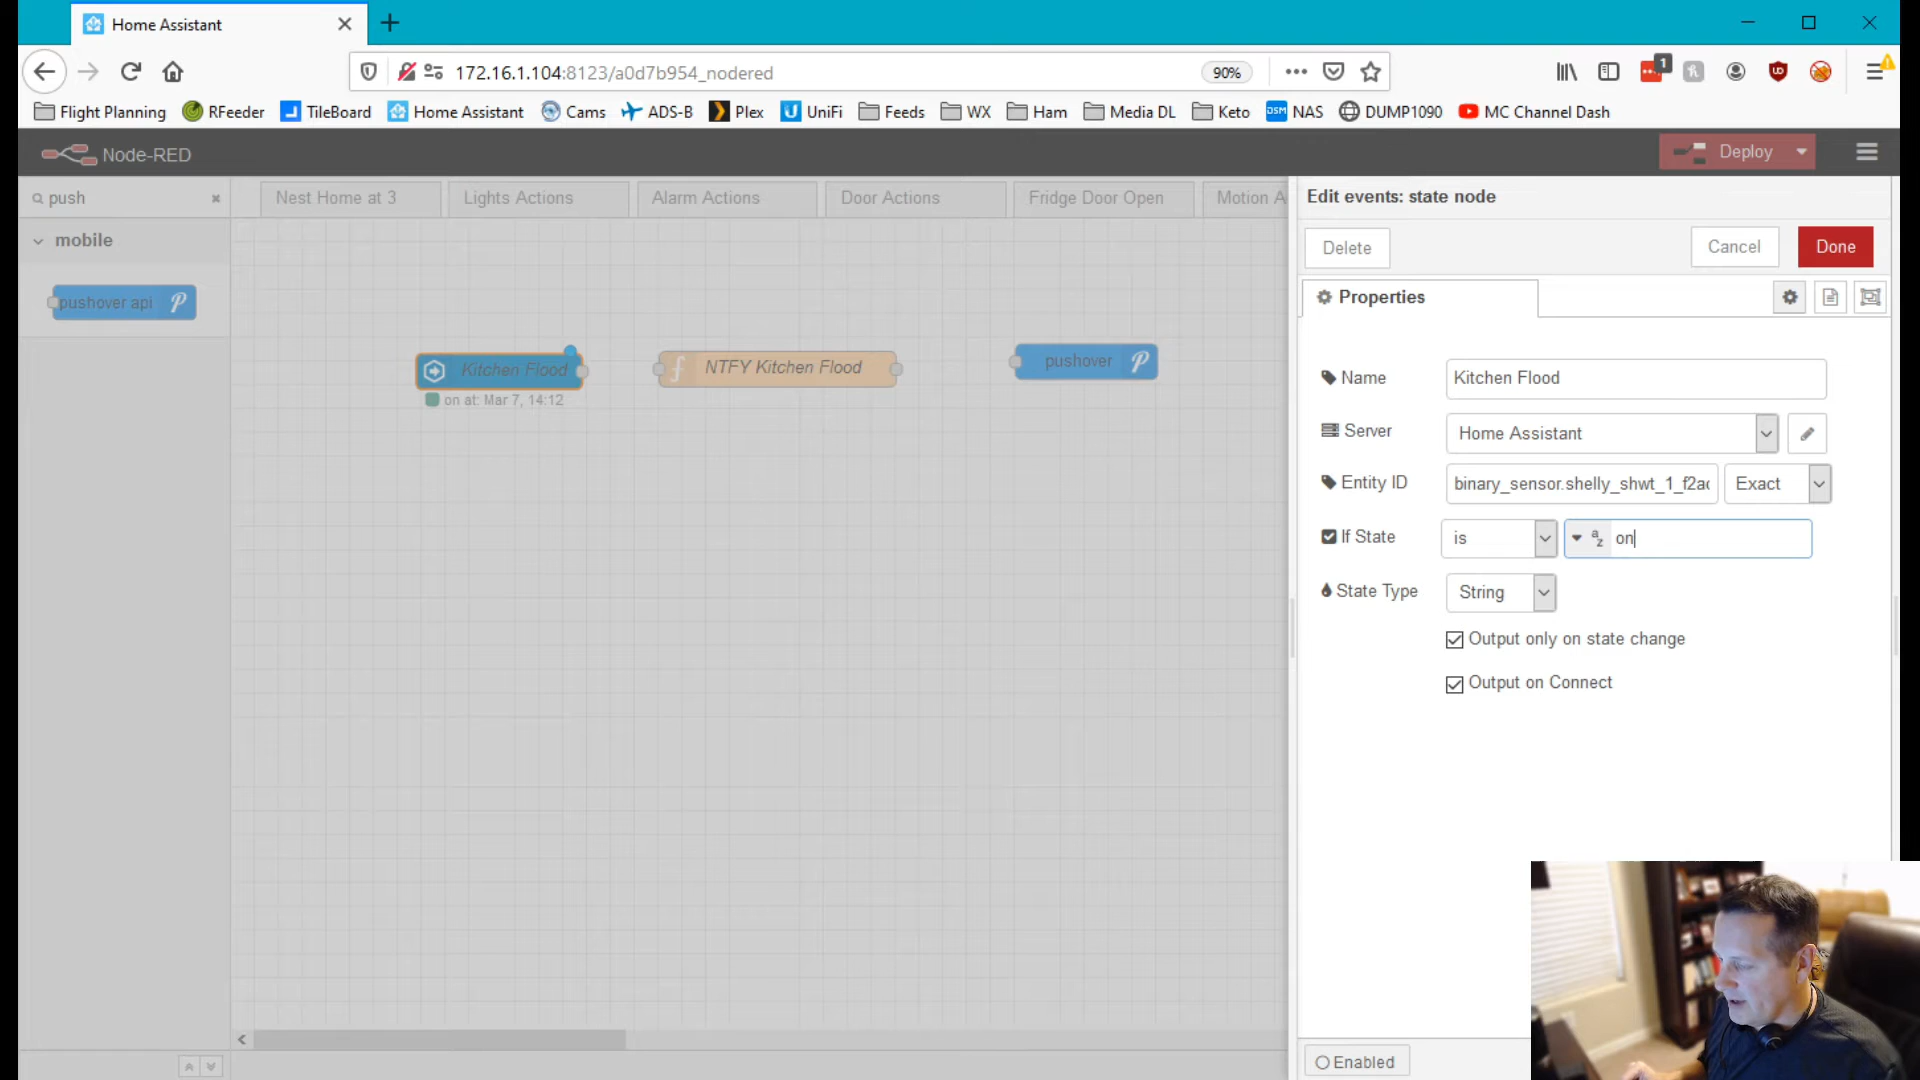 Home Assistant
172.16.1.104:8123/a0d7b954_nodered
90%
1
Flight Planning
RFeeder
TileBoard
Home Assistant
Cams
ADS-B
Plex
UniFi
Feeds
WX
Ham
Media DL
Keto
DSM
NAS
DUMP1090
MC Channel Dash
Node-RED
Deploy
push
Nest Home at 3
Lights Actions
Alarm Actions
Door Actions
Fridge Door Open
Motion A
Edit events: state node
mobile
Delete
Cancel
Done
pushover api
Properties
Kitchen Flood
on at: Mar 7, 14:12
NTFY Kitchen Flood
pushover
Name
Kitchen Flood
Server
Home Assistant
Entity ID
binary_sensor.shelly_shwt_1_f2ac
Exact
If State
is
az
on
State Type
String
Output only on state change
Output on Connect
Enabled